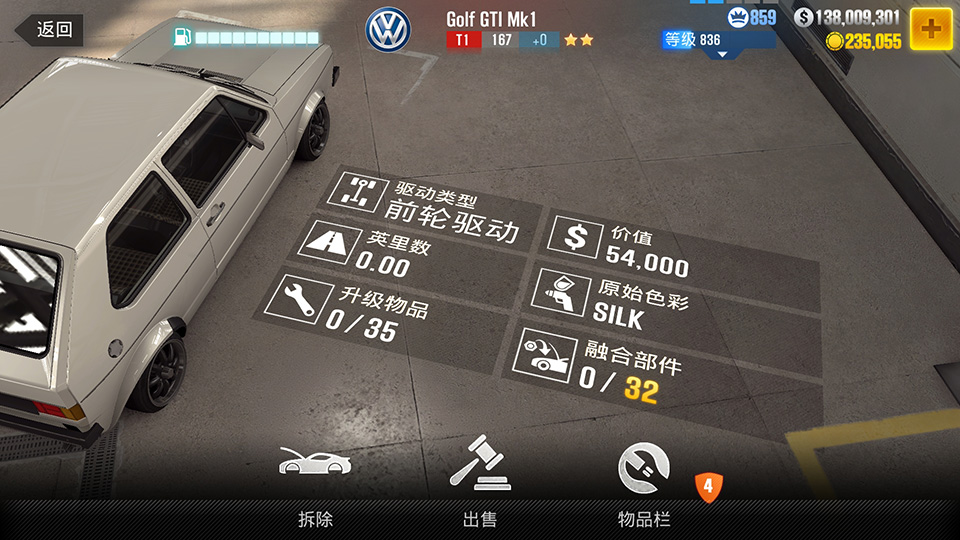 返回
Golf GTI Mk1
T1 167 +0
859
138,009,301
等级 836
235,055
驱动类型
前轮驱动
英里数
0.00
升级物品
0 / 35
价值
54,000
原始色彩
SILK
融合部件
0 / 32
拆除
出售
物品栏
4